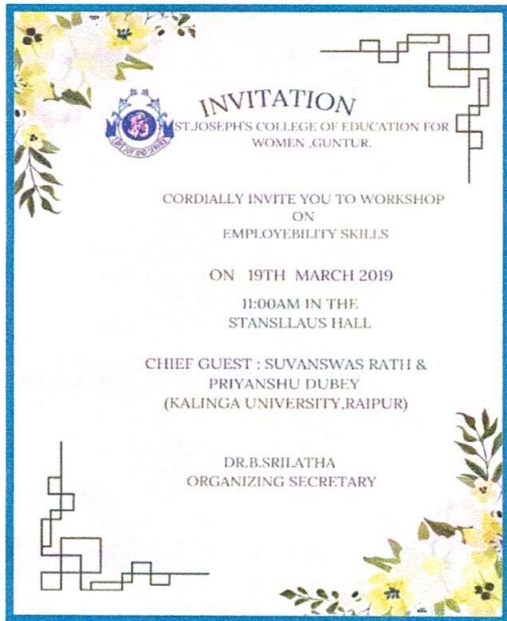 INVITATION
ST.JOSEPH'S COLLEGE OF EDUCATION FOR
WOMEN ,GUNTUR.
CORDIALLY INVITE YOU TO WORKSHOP
ON
EMPLOYEBILITY SKILLS
ON 19TH MARCH 2019
11:00AM IN THE
STANSLLAUS HALL
CHIEF GUEST : SUVANSWAS RATH &
PRIYANSHU DUBEY
(KALINGA UNIVERSITY,RAIPUR)
DR.B.SRILATHA
ORGANIZING SECRETARY